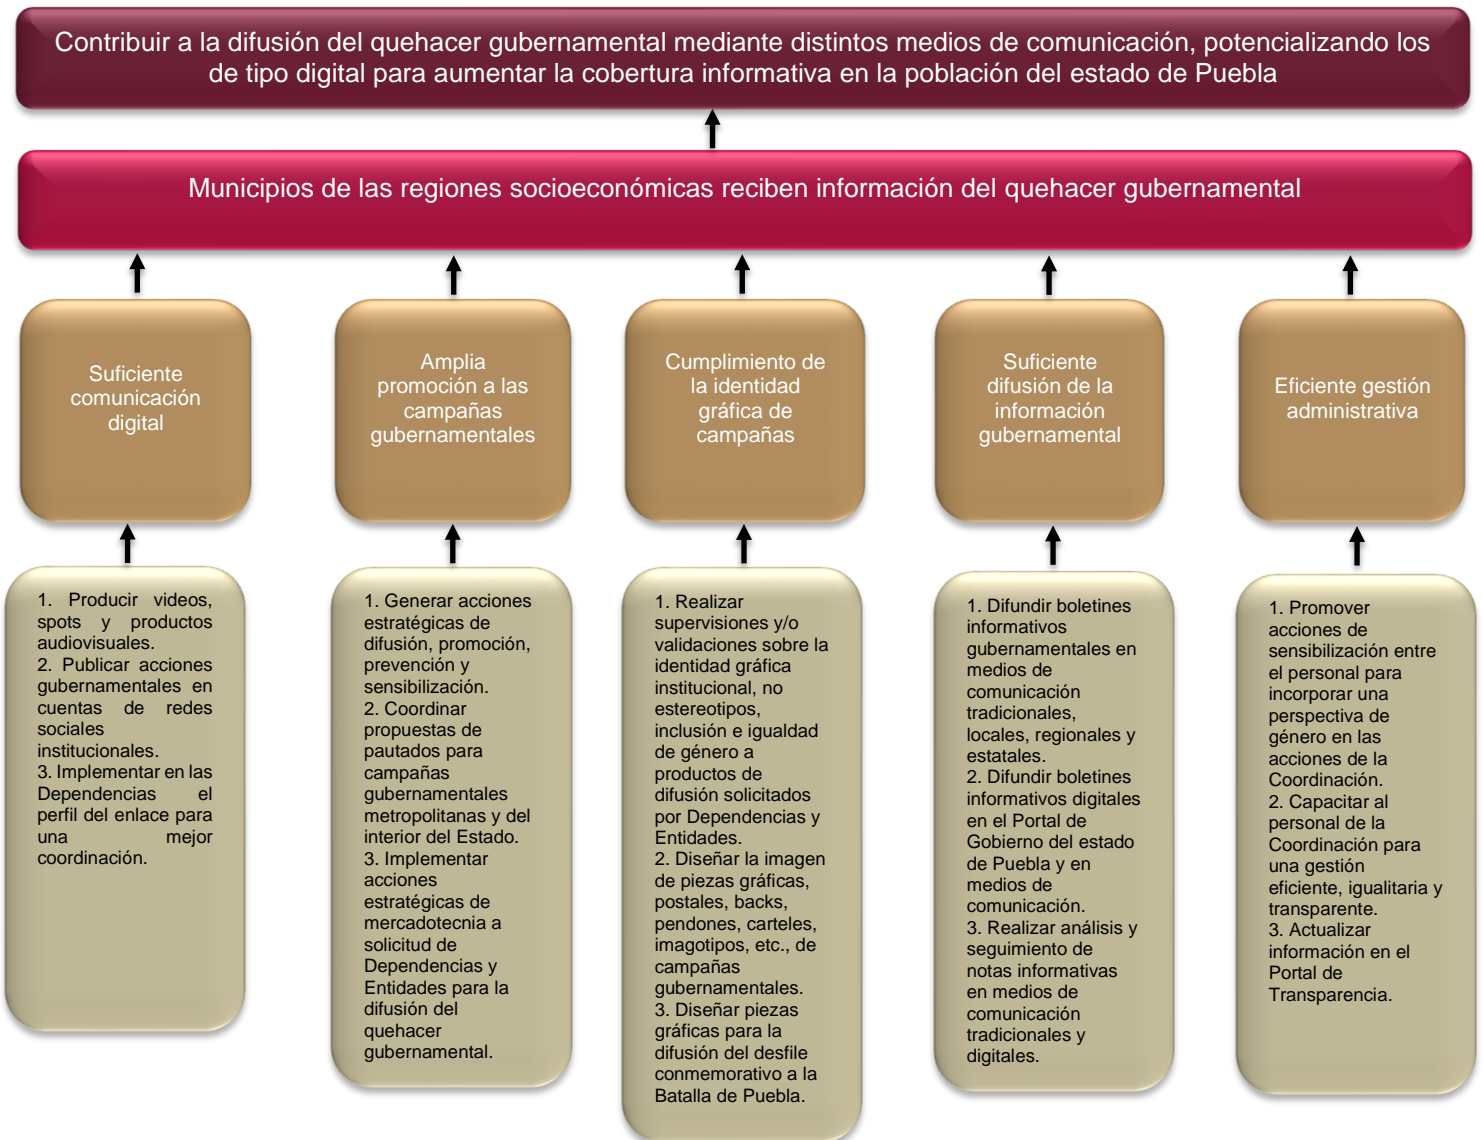 Contribuir a la difusión del quehacer gubernamental mediante distintos medios de comunicación, potencializando los
de tipo digital para aumentar la cobertura informativa en la población del estado de Puebla
Municipios de las regiones socioeconómicas reciben información del quehacer gubernamental
Suficiente
comunicación
digital
Amplia
promoción a las
campañas
gubernamentales
Cumplimiento de
la identidad
gráfica de
campañas
Suficiente
difusión de la
información
gubernamental
Eficiente gestión
administrativa
1. Producir videos,
spots y productos
audiovisuales.
2. Publicar acciones
gubernamentales en
cuentas de redes
sociales
institucionales.
3. Implementar en las
Dependencias el
perfil del enlace para
una mejor
coordinación.
1. Generar acciones
estratégicas de
difusión, promoción,
prevención y
sensibilización.
2. Coordinar
propuestas de
pautados para
campañas
gubernamentales
metropolitanas y del
interior del Estado.
3. Implementar
acciones
estratégicas de
mercadotecnia a
solicitud de
Dependencias y
Entidades para la
difusión del
quehacer
gubernamental.
1. Realizar
supervisiones y/o
validaciones sobre la
identidad gráfica
institucional, no
estereotipos,
inclusión e igualdad
de género a
productos de
difusión solicitados
por Dependencias y
Entidades.
2. Diseñar la imagen
de piezas gráficas,
postales, backs,
pendones, carteles,
imagotipos, etc., de
campañas
gubernamentales.
3. Diseñar piezas
gráficas para la
difusión del desfile
conmemorativo a la
Batalla de Puebla.
1. Difundir boletines
informativos
gubernamentales en
medios de
comunicación
tradicionales,
locales, regionales y
estatales.
2. Difundir boletines
informativos digitales
en el Portal de
Gobierno del estado
de Puebla y en
medios de
comunicación.
3. Realizar análisis y
seguimiento de
notas informativas
en medios de
comunicación
tradicionales y
digitales.
1. Promover
acciones de
sensibilización entre
el personal para
incorporar una
perspectiva de
género en las
acciones de la
Coordinación.
2. Capacitar al
personal de la
Coordinación para
una gestión
eficiente, igualitaria y
transparente.
3. Actualizar
información en el
Portal de
Transparencia.